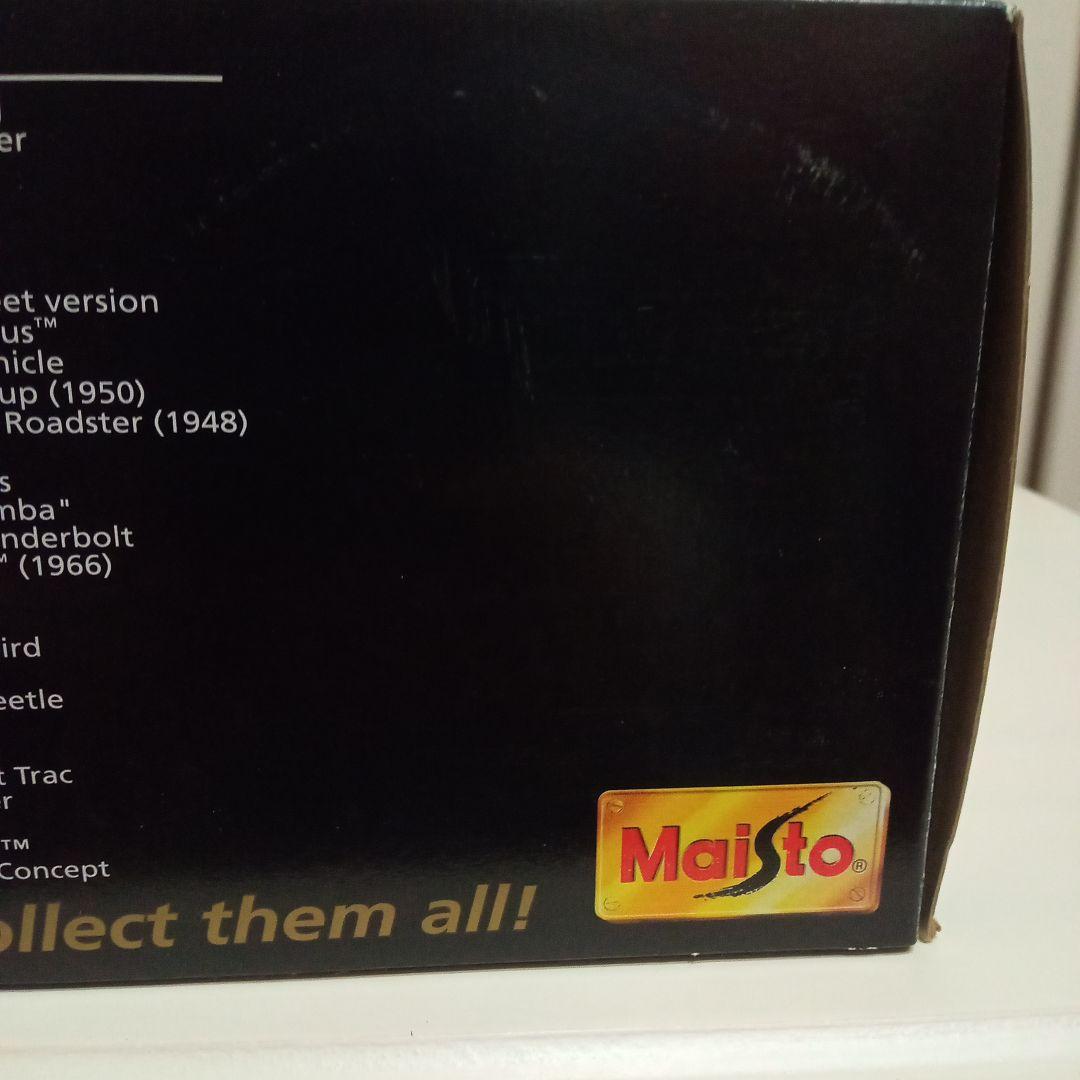 er
eet version
us™
hicle
up (1950)
Roadster (1948)
s
mba"
nderbolt
™ (1966)
ird
eetle
t Trac
er
™
Concept
ollect them all!
Maisto®